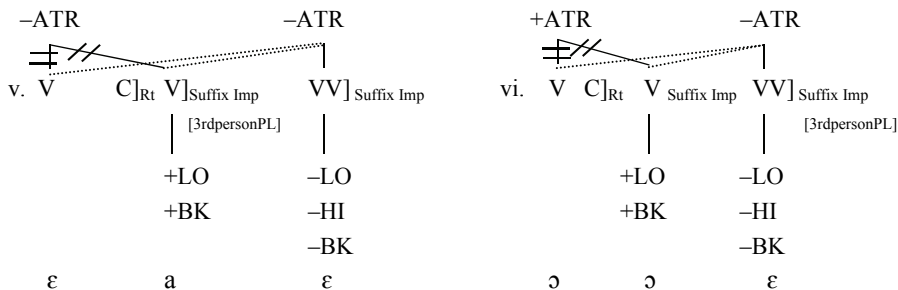 –ATR –ATR +ATR –ATR
v. V C]Rt V]Suffix Imp VV] Suffix Imp vi. V C]Rt V Suffix Imp VV] Suffix Imp
[3rdpersonPL] [3rdpersonPL]
+LO –LO +LO –LO
+BK –HI +BK –HI
–BK –BK
ε a ε ɔ ɔ ε